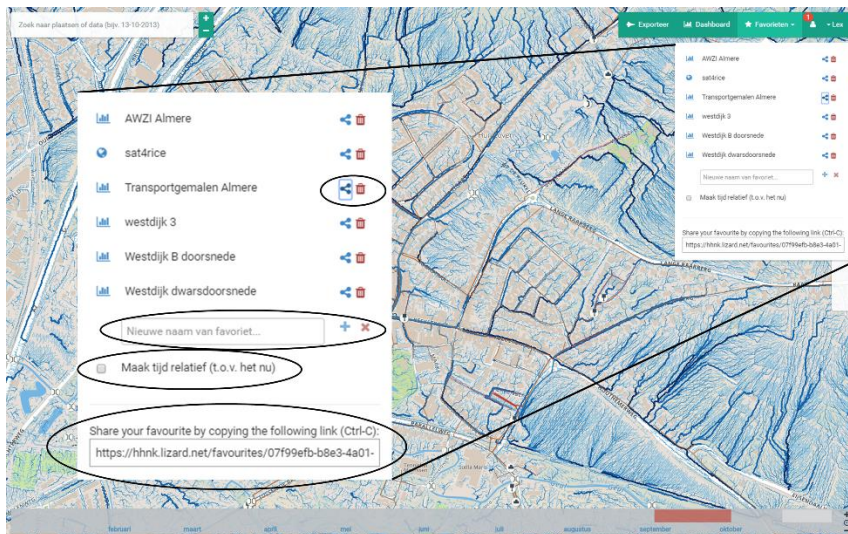 Zoek naar plaatsen of data (bijv. 13-10-2013)
+
−
Exporteer
Dashboard
Favorieten
1
Lex
AWZI Almere
sat4rice
Transportgemalen Almere
westdijk 3
Westdijk B doorsnede
Westdijk dwarsdoorsnede
Nieuwe naam van favoriet...
Maak tijd relatief (t.o.v. het nu)
Share your favourite by copying the following link (Ctrl-C):
https://hhnk.lizard.net/favourites/07f99efb-b8e3-4a01-
AWZI Almere
sat4rice
Transportgemalen Almere
westdijk 3
Westdijk B doorsnede
Westdijk dwarsdoorsnede
Nieuwe naam van favoriet...
Maak tijd relatief (t.o.v. het nu)
Share your favourite by copying the following link (Ctrl-C):
https://hhnk.lizard.net/favourites/07f99efb-b8e3-4a01-
februari
maart
april
mei
juni
juli
augustus
september
oktober